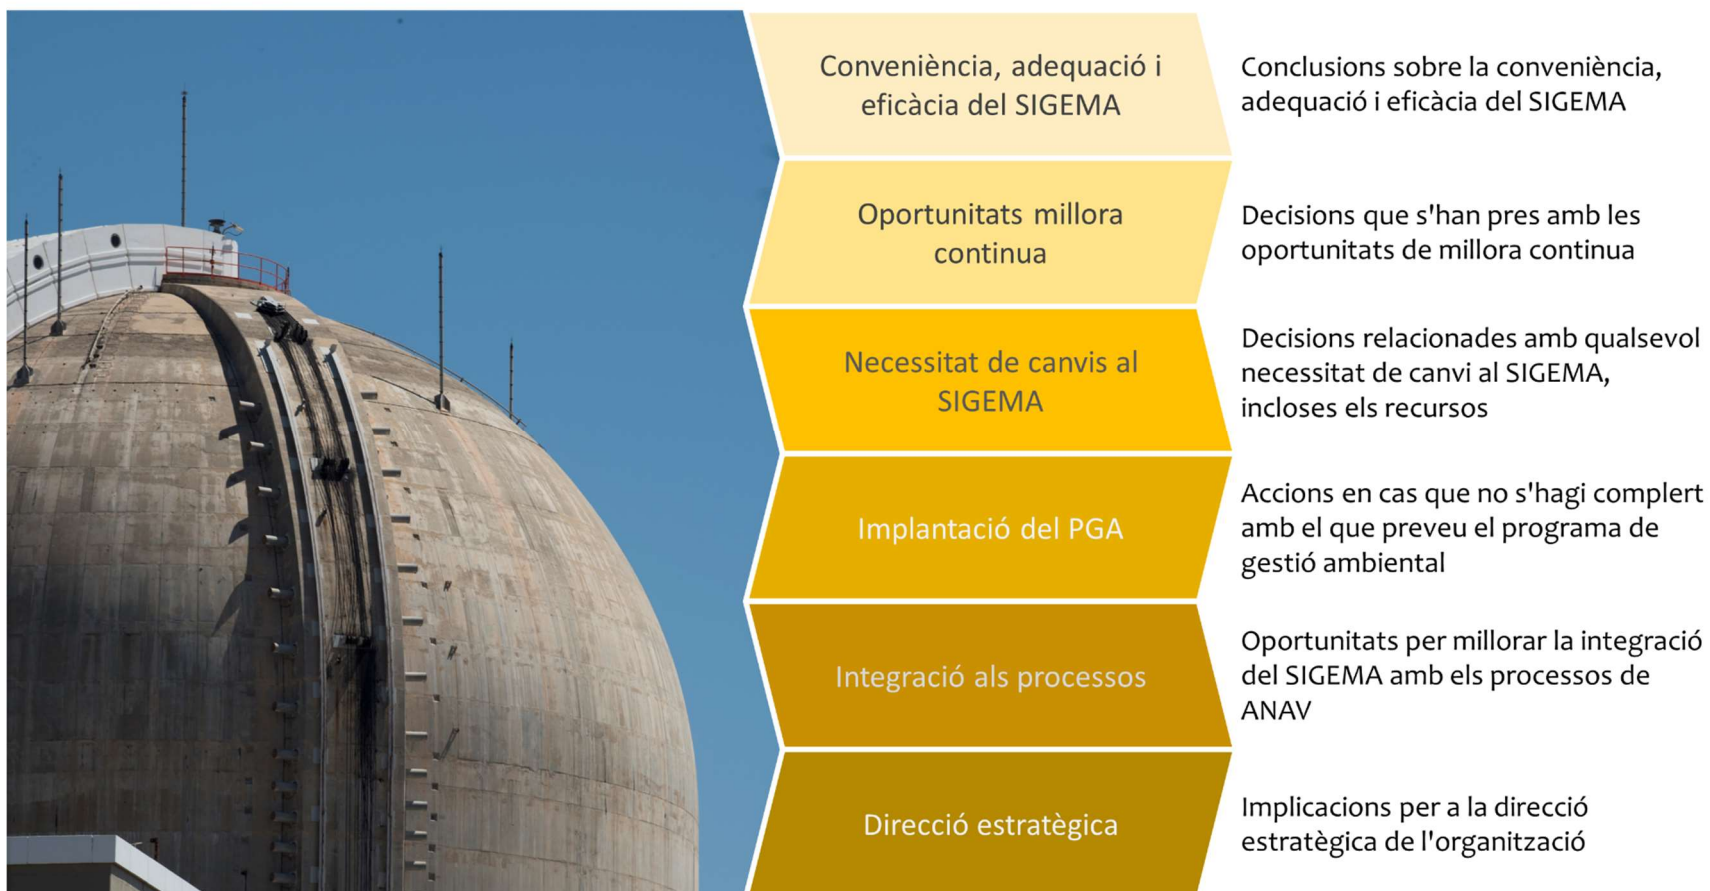 Conveniència, adequació i
eficàcia del SIGEMA
Conclusions sobre la conveniència,
adequació i eficàcia del SIGEMA
Oportunitats millora
continua
Decisions que s'han pres amb les
oportunitats de millora continua
Necessitat de canvis al
SIGEMA
Decisions relacionades amb qualsevol
necessitat de canvi al SIGEMA,
incloses els recursos
Implantació del PGA
Accions en cas que no s'hagi complert
amb el que preveu el programa de
gestió ambiental
Integració als processos
Oportunitats per millorar la integració
del SIGEMA amb els processos de
ANAV
Direcció estratègica
Implicacions per a la direcció
estratègica de l'organització